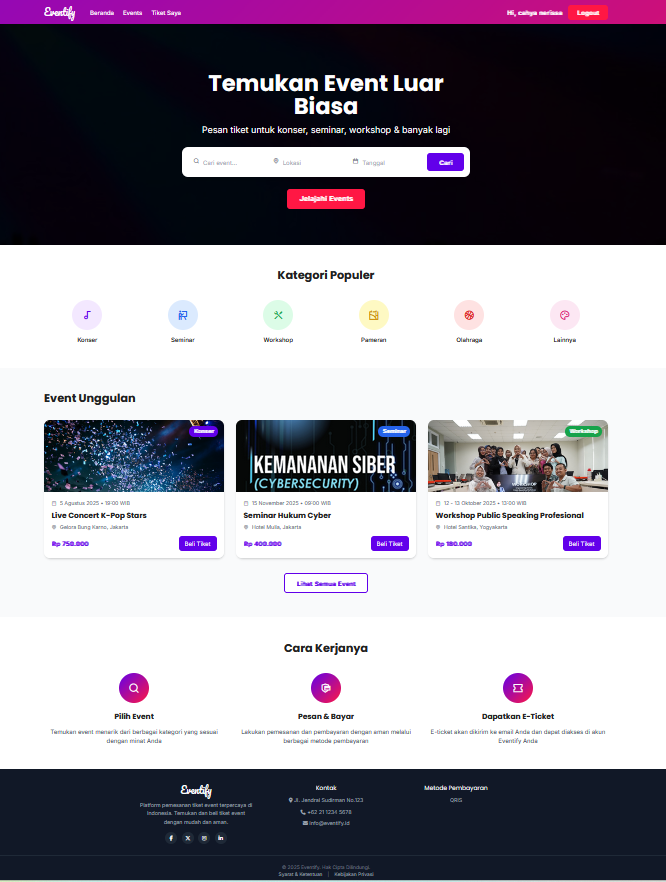 Eventify Beranda Events Tiket Saya Hi, cahya nerissa Logout
Temukan Event Luar
Biasa
Pesan tiket untuk konser, seminar, workshop & banyak lagi
Cari event... Lokasi Tanggal Cari
Jelajahi Events
Kategori Populer
Konser Seminar Workshop Pameran Olahraga Lainnya
Event Unggulan
Konser
5 Agustus 2025 • 19:00 WIB
Live Concert K-Pop Stars
Gelora Bung Karno, Jakarta
Rp 750.000 Beli Tiket
Seminar
KEMANANAN SIBER
(CYBERSECURITY)
15 November 2025 • 09:00 WIB
Seminar Hukum Cyber
Hotel Mulia, Jakarta
Rp 400.000 Beli Tiket
Workshop
12 - 13 Oktober 2025 • 13:00 WIB
Workshop Public Speaking Profesional
Hotel Santika, Yogyakarta
Rp 180.000 Beli Tiket
Lihat Semua Event
Cara Kerjanya
Pilih Event
Temukan event menarik dari berbagai kategori yang sesuai
dengan minat Anda
Pesan & Bayar
Lakukan pemesanan dan pembayaran dengan aman melalui
berbagai metode pembayaran
Dapatkan E-Ticket
E-ticket akan dikirim ke email Anda dan dapat diakses di akun
Eventify Anda
Eventify
Platform pemesanan tiket event terpercaya di
Indonesia. Temukan dan beli tiket event
dengan mudah dan aman.
Kontak
Jl. Jendral Sudirman No.123
+62 21 1234 5678
info@eventify.id
Metode Pembayaran
QRIS
© 2025 Eventify. Hak Cipta Dilindungi.
Syarat & Ketentuan | Kebijakan Privasi